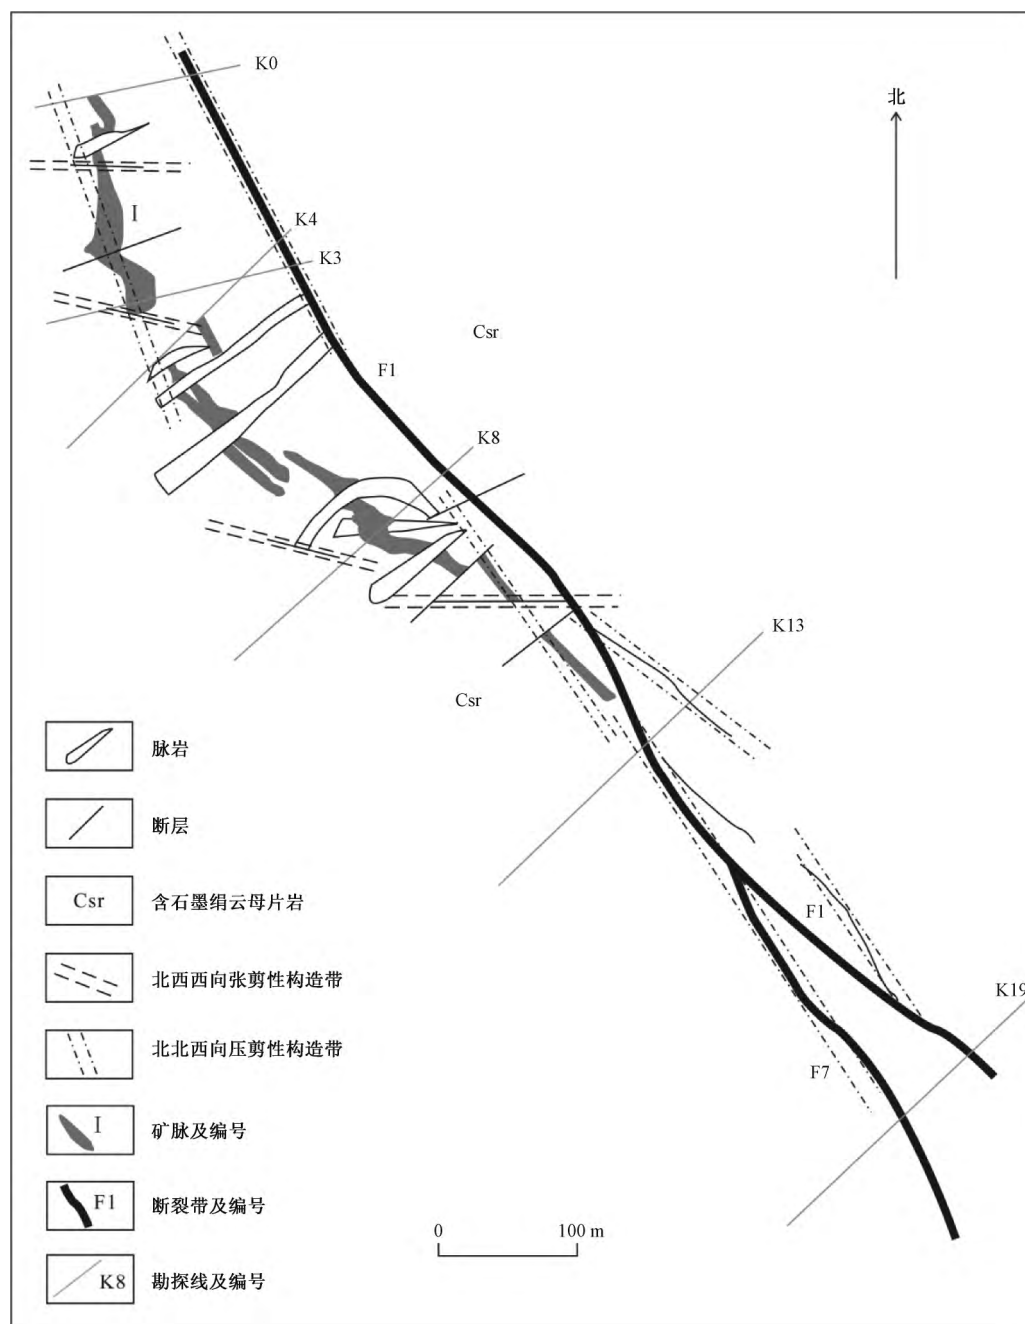 K0
北
I
K4
K3
Csr
F1
K8
K13
Csr
脉岩
断层
Csr 含石墨绢云母片岩
F1
北西西向张剪性构造带
K19
北北西向压剪性构造带
F7
I 矿脉及编号
F1 断裂带及编号
0 100 m
K8 勘探线及编号